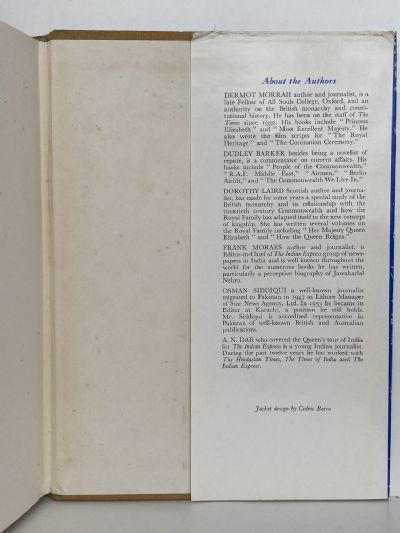 About the Authors
DERMOT MORRAH author and journalist, is a
late Fellow of All Souls College, Oxford, and an
authority on the British monarchy and consti-
tutional history. He has been on the staff of The
Times since 1932. His books include " Princess
Elizabeth " and " Most Excellent Majesty." He
also wrote the film scripts for " The Royal
Heritage " and " The Coronation Ceremony."
DUDLEY BARKER besides being a novelist of
repute, is a commentator on current affairs. His
books include " People of the Commonwealth,"
" R.A.F. Middle East," " Airmen," " Berlin
Airlift," and " The Commonwealth We Live In."
DOROTHY LAIRD Scottish author and journa-
list, has made for some years a special study of the
British monarchy and its relationship with the
twentieth century Commonwealth and how the
Royal Family has adapted itself to the new concept
of kingship. She has written several volumes on
the Royal Family including " Her Majesty Queen
Elizabeth " and " How the Queen Reigns."
FRANK MORAES author and journalist, is
Editor-in-Chief of The Indian Express group of news-
papers in India and is well known throughout the
world for the numerous books he has written,
particularly a perceptive biography of Jawaharlal
Nehru.
OSMAN SIDDIQUI a well-known journalist
migrated to Pakistan in 1947 as Lahore Manager
of Star News Agency, Ltd. In 1953 he became its
Editor at Karachi, a position he still holds.
Mr. Siddiqui is accredited representative in
Pakistan of well-known British and Australian
publications.
A. N. DAR who covered the Queen's tour of India
for The Indian Express is a young Indian journalist.
During the past twelve years he has worked with
The Hindustan Times, The Times of India and The
Indian Express.
Jacket design by Cedric Baros